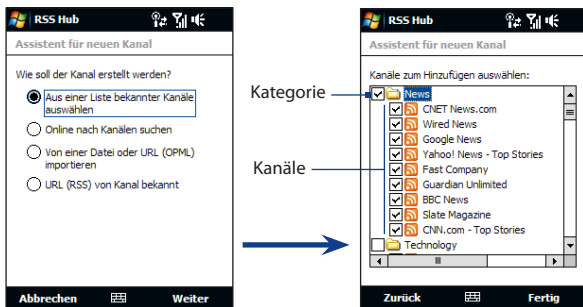 RSS Hub
Assistent für neuen Kanal
Wie soll der Kanal erstellt werden?
Aus einer Liste bekannter Kanäle
auswählen
Online nach Kanälen suchen
Von einer Datei oder URL (OPML)
importieren
URL (RSS) von Kanal bekannt
Abbrechen
Weiter
Kategorie
Kanäle
RSS Hub
Assistent für neuen Kanal
Kanäle zum Hinzufügen auswählen:
News
CNET News.com
Wired News
Google News
Yahoo! News - Top Stories
Fast Company
Guardian Unlimited
BBC News
Slate Magazine
CNN.com - Top Stories
Technology
Zurück
Fertig